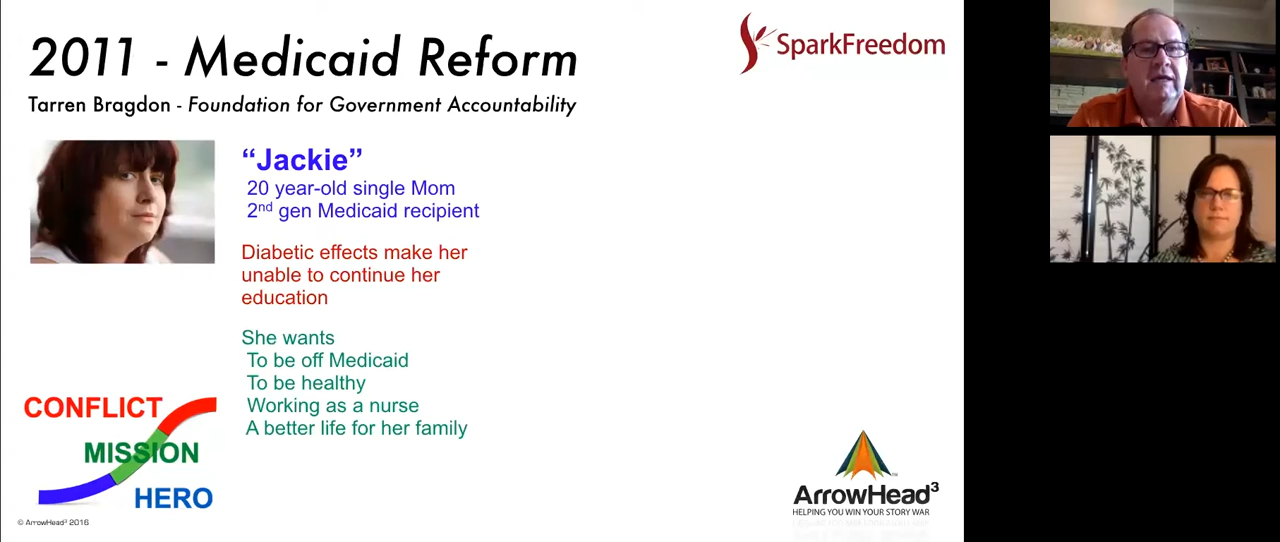 2011 - Medicaid Reform
SparkFreedom
Tarren Bragdon - Foundation for Government Accountability
“Jackie”
20 year-old single Mom
2nd gen Medicaid recipient
Diabetic effects make her
unable to continue her
education
She wants
To be off Medicaid
To be healthy
Working as a nurse
A better life for her family
CONFLICT
MISSION
HERO
© ArrowHead³ 2016
ArrowHead³
HELPING YOU WIN YOUR STORY WAR